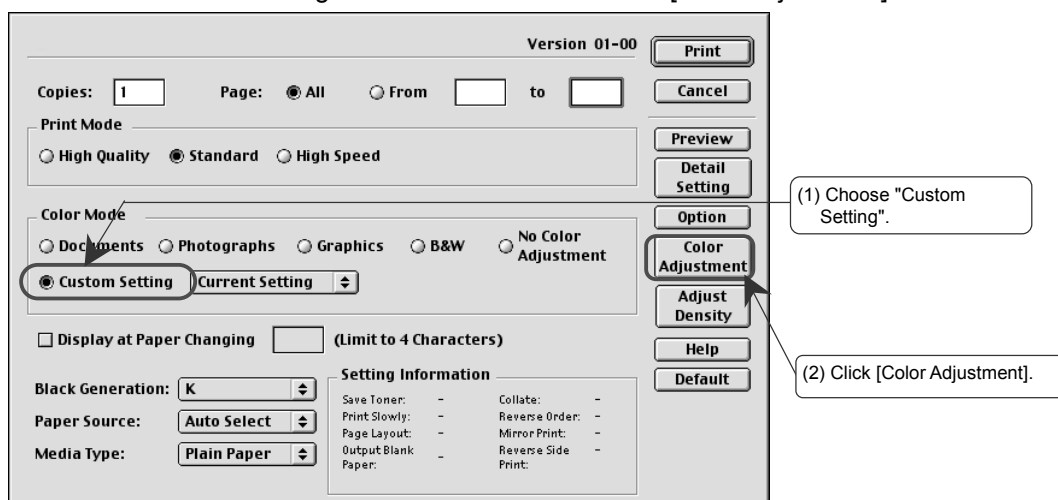 Version 01-00
Print
Copies: 1 Page: All From to
Cancel
Print Mode
High Quality Standard High Speed
Preview
Detail
Setting
Color Mode
Option
Documents Photographs Graphics B&W No Color
Adjustment
Color
Adjustment
Custom Setting Current Setting
Adjust
Density
Display at Paper Changing (Limit to 4 Characters)
Help
Default
Black Generation: K
Paper Source: Auto Select
Media Type: Plain Paper
Setting Information
Save Toner: - Collate: -
Print Slowly: - Reverse Order: -
Page Layout: - Mirror Print: -
Output Blank
Paper: -
Reverse Side
Print: -
(1) Choose "Custom
Setting".
(2) Click [Color Adjustment].